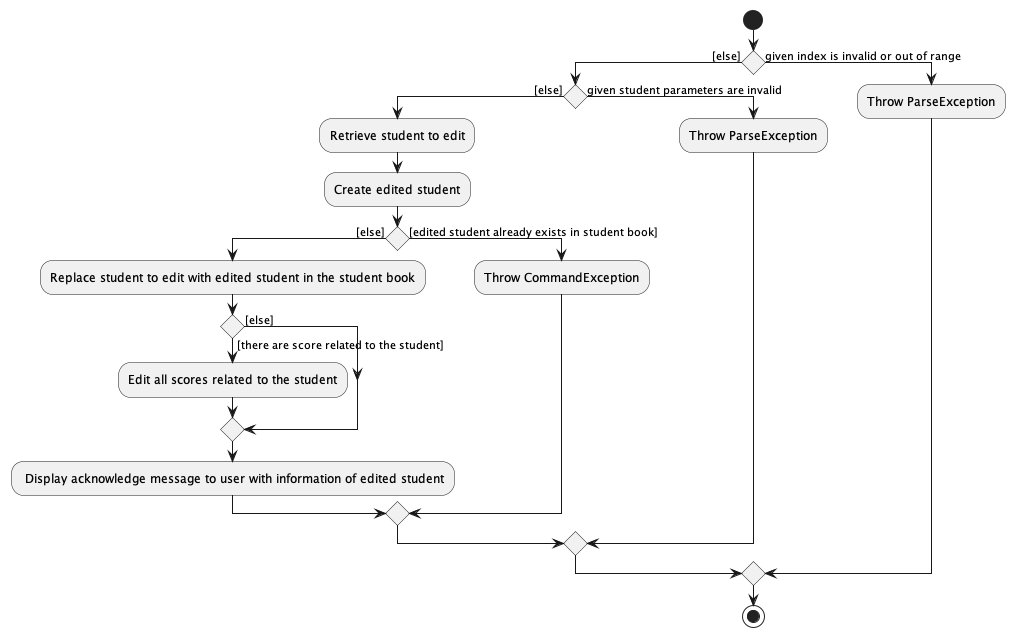 [else]
given index is invalid or out of range
[else]
given student parameters are invalid
Throw ParseException
Retrieve student to edit
Throw ParseException
Create edited student
[else]
[edited student already exists in student book]
Replace student to edit with edited student in the student book
Throw CommandException
[else]
[there are score related to the student]
Edit all scores related to the student
Display acknowledge message to user with information of edited student